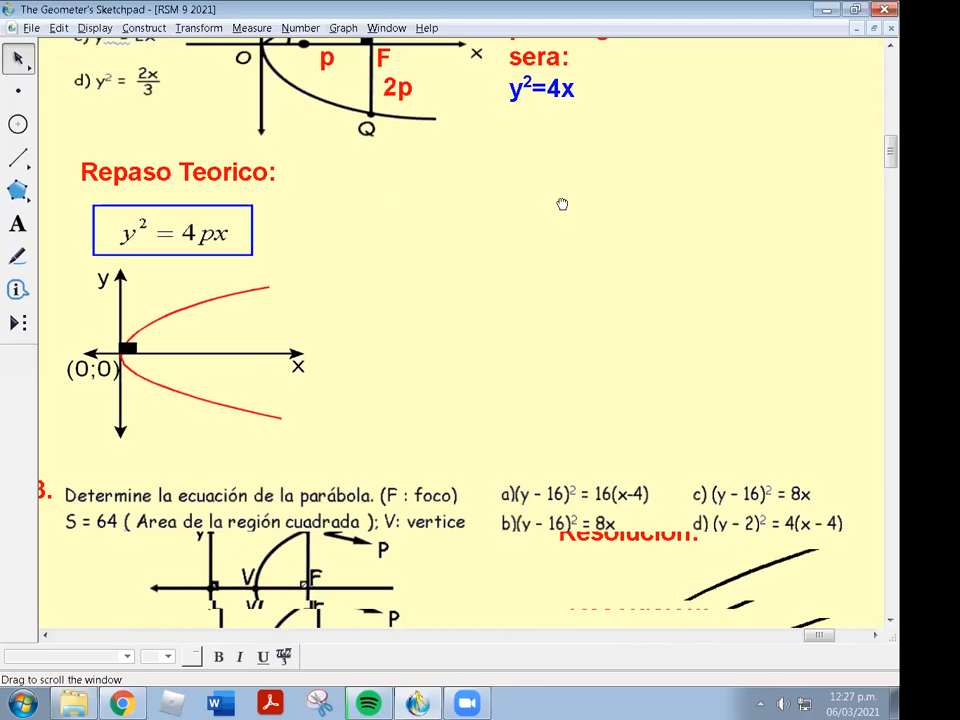 The Geometer's Sketchpad - [RSM 9 2021]
File Edit Display Construct Transform Measure Number Graph Window Help
O p F x sera:
d) y² = 2x/3
2p y²=4x
Q
Repaso Teorico:
y² = 4px
y
(0;0) x
3.
Determine la ecuación de la parábola. (F : foco) a)(y - 16)² = 16(x-4) c) (y - 16)² = 8x
S = 64 ( Area de la región cuadrada ); V: vertice b)(y - 16)² = 8x d) (y - 2)² = 4(x - 4)
Resolucion:
y P
V F
P
B I U
Drag to scroll the window
12:27 p.m.
06/03/2021